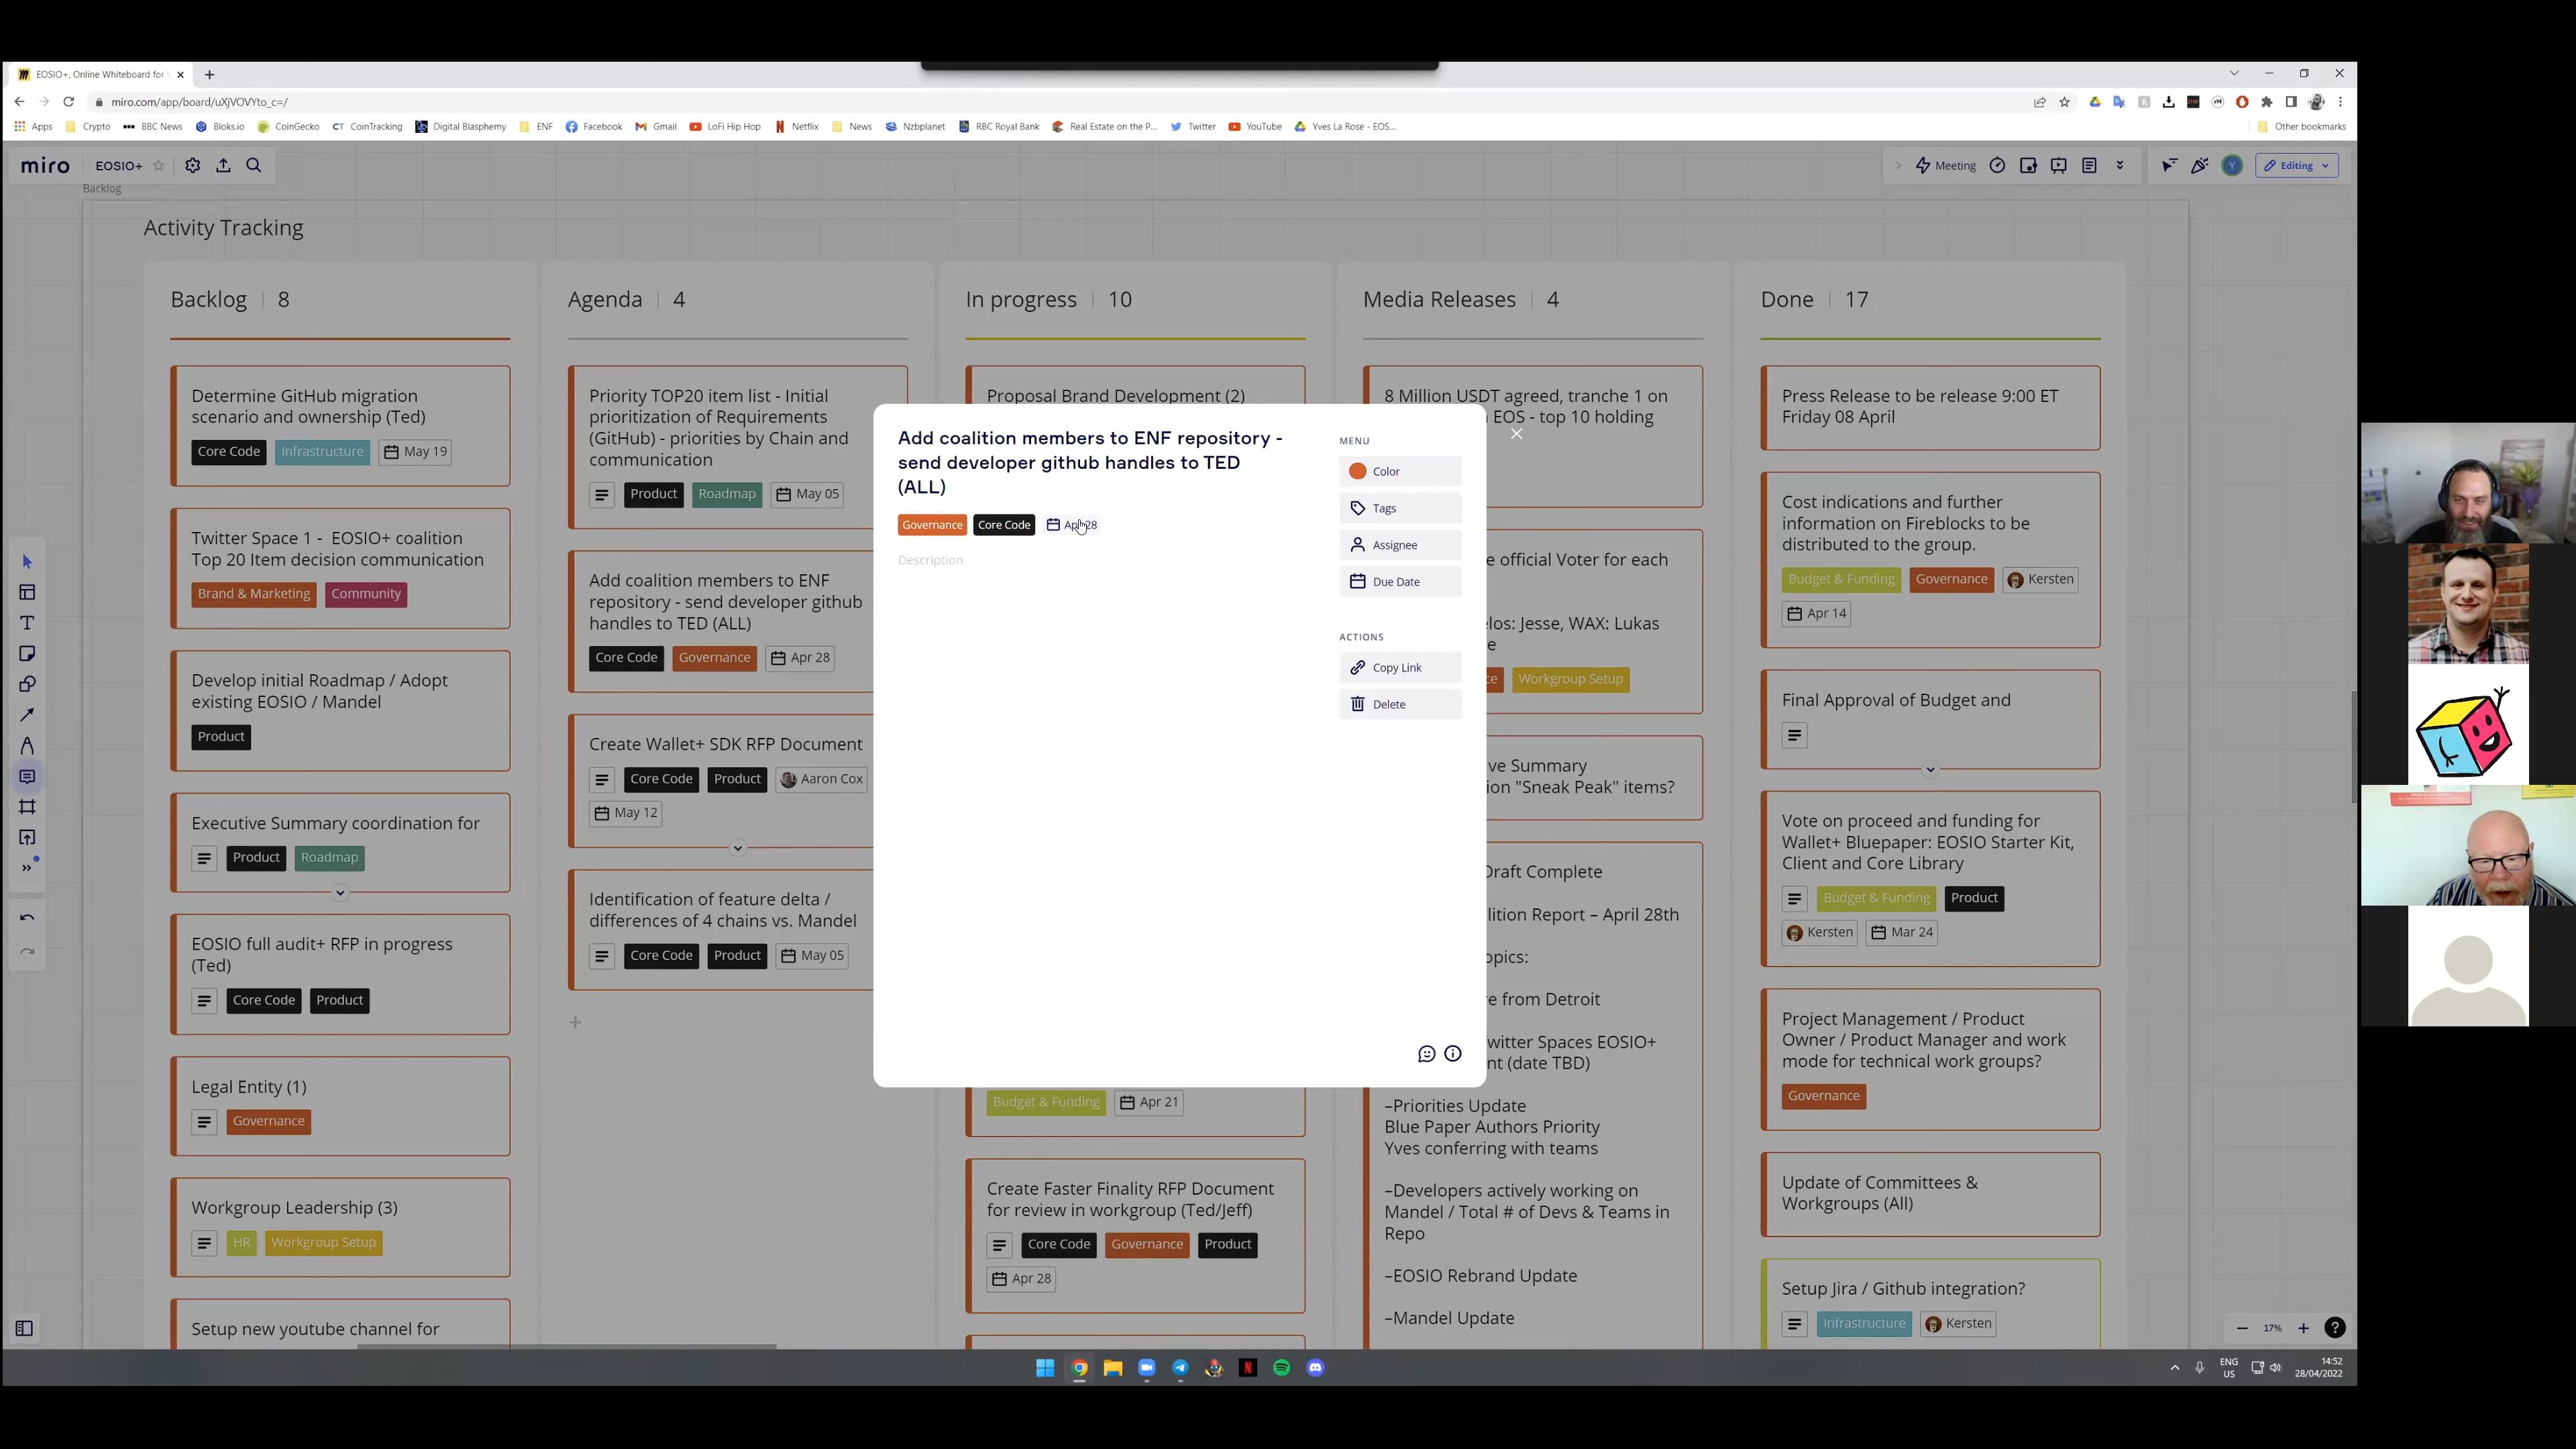 EOSIO+, Online Whiteboard for
miro.com/app/board/uXjVOVYto_c=/
Apps
Crypto
BBC News
Bloks.io
CoinGecko
CT CoinTracking
Digital Blasphemy
ENF
Facebook
Gmail
LoFi Hip Hop
Netflix
News
Nzbplanet
RBC Royal Bank
Real Estate on the P...
Twitter
YouTube
Yves La Rose - EOS...
Other bookmarks
miro
EOSIO+
Meeting
Y
Editing
Backlog
Activity Tracking
Backlog | 8
Determine GitHub migration
scenario and ownership (Ted)
Core Code
Infrastructure
May 19
Twitter Space 1 - EOSIO+ coalition
Top 20 Item decision communication
Brand & Marketing
Community
Develop initial Roadmap / Adopt
existing EOSIO / Mandel
Product
Executive Summary coordination for
Product
Roadmap
EOSIO full audit+ RFP in progress
(Ted)
Core Code
Product
Legal Entity (1)
Governance
Workgroup Leadership (3)
HR
Workgroup Setup
Setup new youtube channel for
Agenda | 4
Priority TOP20 item list - Initial
prioritization of Requirements
(GitHub) - priorities by Chain and
communication
Product
Roadmap
May 05
Add coalition members to ENF
repository - send developer github
handles to TED (ALL)
Core Code
Governance
Apr 28
Create Wallet+ SDK RFP Document
Core Code
Product
Aaron Cox
May 12
Identification of feature delta /
differences of 4 chains vs. Mandel
Core Code
Product
May 05
In progress | 10
Proposal Brand Development (2)
Add coalition members to ENF repository -
send developer github handles to TED
(ALL)
Governance
Core Code
Description
MENU
Color
Tags
Assignee
Due Date
ACTIONS
Copy Link
Delete
Budget & Funding
Apr 21
Create Faster Finality RFP Document
for review in workgroup (Ted/Jeff)
Core Code
Governance
Product
Apr 28
Media Releases | 4
8 Million USDT agreed, tranche 1 on
EOS - top 10 holding
official Voter for each
Jesse, WAX: Lukas
Workgroup Setup
Summary
"Sneak Peak" items?
Draft Complete
Report – April 28th
from Detroit
Spaces EOSIO+
(date TBD)
–Priorities Update
Blue Paper Authors Priority
Yves conferring with teams
–Developers actively working on
Mandel / Total # of Devs & Teams in
Repo
–EOSIO Rebrand Update
–Mandel Update
Done | 17
Press Release to be release 9:00 ET
Friday 08 April
Cost indications and further
information on Fireblocks to be
distributed to the group.
Budget & Funding
Governance
Kersten
Apr 14
Final Approval of Budget and
Vote on proceed and funding for
Wallet+ Bluepaper: EOSIO Starter Kit,
Client and Core Library
Budget & Funding
Product
Kersten
Mar 24
Project Management / Product
Owner / Product Manager and work
mode for technical work groups?
Governance
Update of Committees &
Workgroups (All)
Setup Jira / Github integration?
Infrastructure
Kersten
17%
ENG
US
14:52
28/04/2022